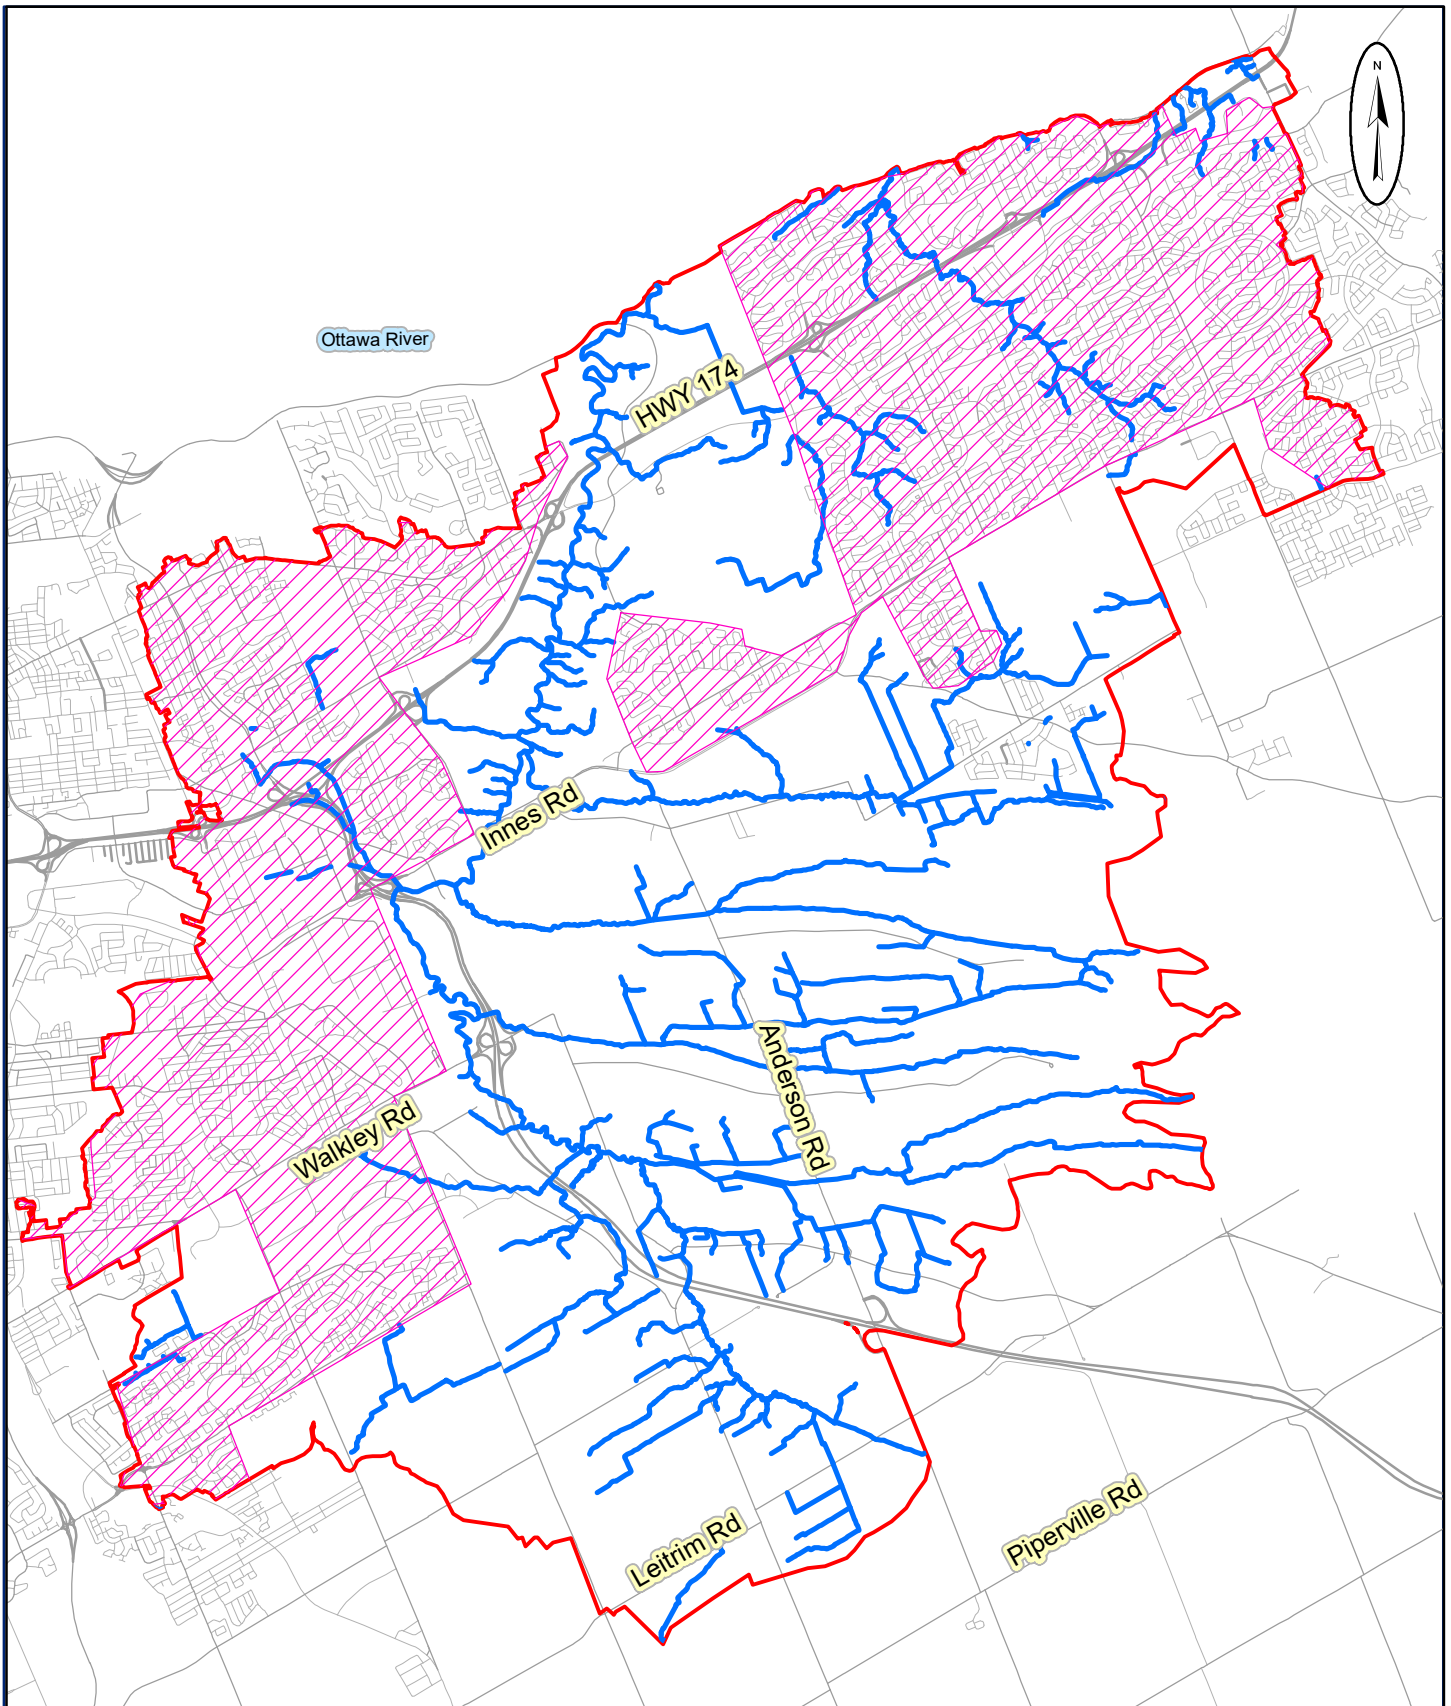 N
Ottawa River
HWY 174
Innes Rd
Anderson Rd
Walkley Rd
Leitrim Rd
Piperville Rd